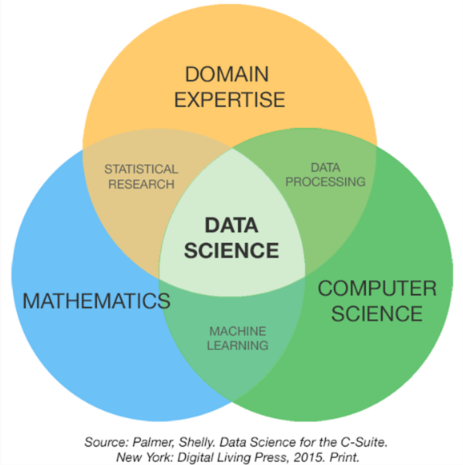 DOMAIN
EXPERTISE
STATISTICAL
RESEARCH
DATA
PROCESSING
DATA
SCIENCE
MATHEMATICS
COMPUTER
SCIENCE
MACHINE
LEARNING
Source: Palmer, Shelly. Data Science for the C-Suite.
New York: Digital Living Press, 2015. Print.